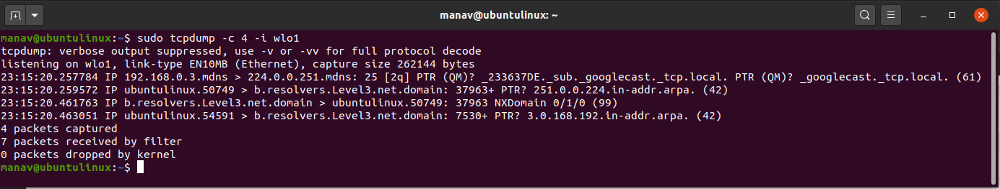 manav@ubuntulinux: ~
manav@ubuntulinux:~$ sudo tcpdump -c 4 -i wlo1
tcpdump: verbose output suppressed, use -v or -vv for full protocol decode
listening on wlo1, link-type EN10MB (Ethernet), capture size 262144 bytes
23:15:20.257784 IP 192.168.0.3.mdns > 224.0.0.251.mdns: 25 [2q] PTR (QM)? _233637DE._sub._googlecast._tcp.local. PTR (QM)? _googlecast._tcp.local. (61)
23:15:20.259572 IP ubuntulinux.50749 > b.resolvers.Level3.net.domain: 37963+ PTR? 251.0.0.224.in-addr.arpa. (42)
23:15:20.461763 IP b.resolvers.Level3.net.domain > ubuntulinux.50749: 37963 NXDomain 0/1/0 (99)
23:15:20.463051 IP ubuntulinux.54591 > b.resolvers.Level3.net.domain: 7530+ PTR? 3.0.168.192.in-addr.arpa. (42)
4 packets captured
7 packets received by filter
0 packets dropped by kernel
manav@ubuntulinux:~$